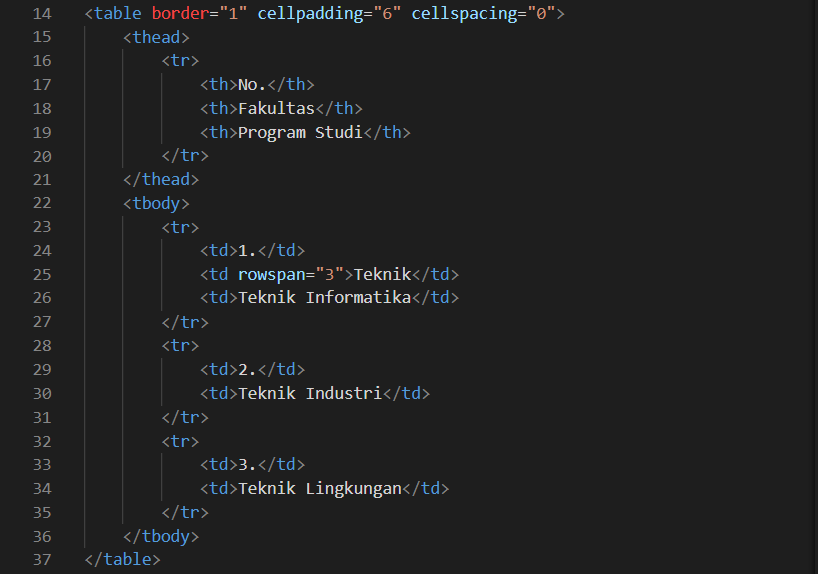 14 <table border="1" cellpadding="6" cellspacing="0">
15 <thead>
16 <tr>
17 <th>No.</th>
18 <th>Fakultas</th>
19 <th>Program Studi</th>
20 </tr>
21 </thead>
22 <tbody>
23 <tr>
24 <td>1.</td>
25 <td rowspan="3">Teknik</td>
26 <td>Teknik Informatika</td>
27 </tr>
28 <tr>
29 <td>2.</td>
30 <td>Teknik Industri</td>
31 </tr>
32 <tr>
33 <td>3.</td>
34 <td>Teknik Lingkungan</td>
35 </tr>
36 </tbody>
37 </table>